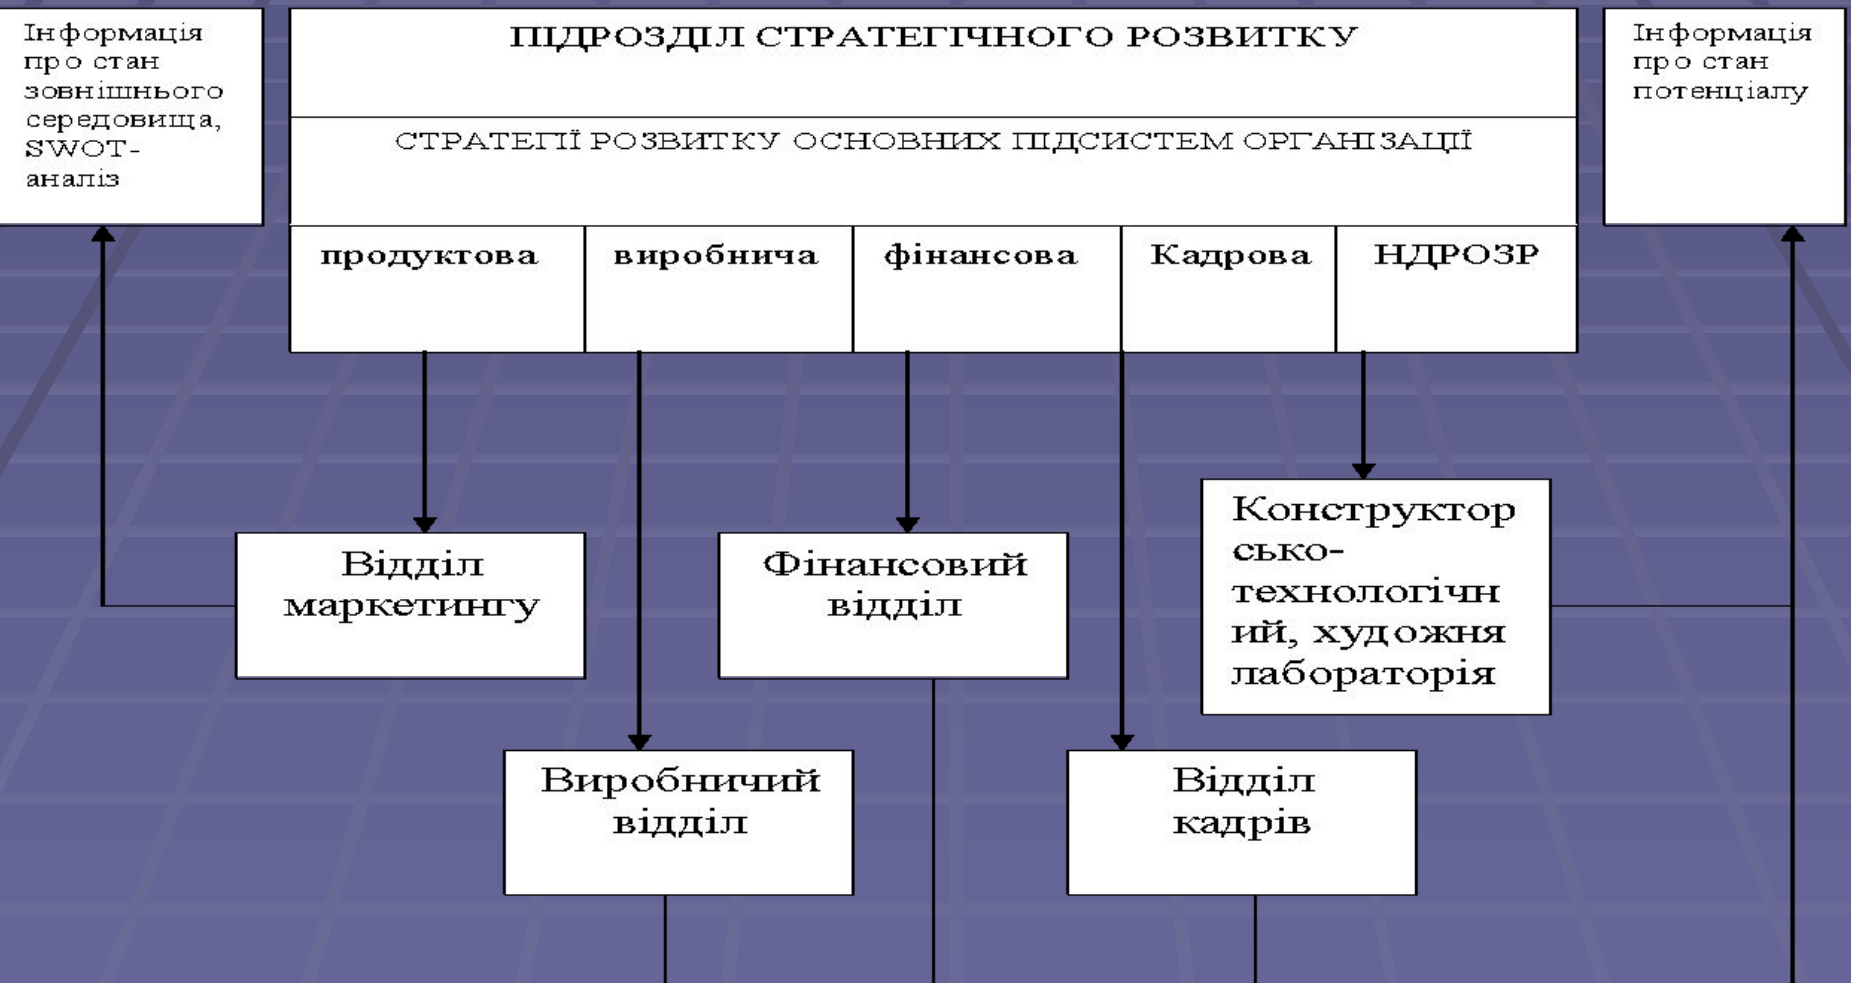 Інформація
про стан
зовнішнього
середовища,
SWOT-
аналіз
ПІДРОЗДІЛ СТРАТЕГІЧНОГО РОЗВИТКУ
СТРАТЕГІЇ РОЗВИТКУ ОСНОВНИХ ПІДСИСТЕМ ОРГАНІЗАЦІЇ
Інформація
про стан
потенціалу
продуктова
виробнича
фінансова
Кадрова
НДРОЗР
Відділ
маркетингу
Фінансовий
відділ
Конструктор
сько-
технологічн
ий, художня
лабораторія
Виробничий
відділ
Відділ
кадрів